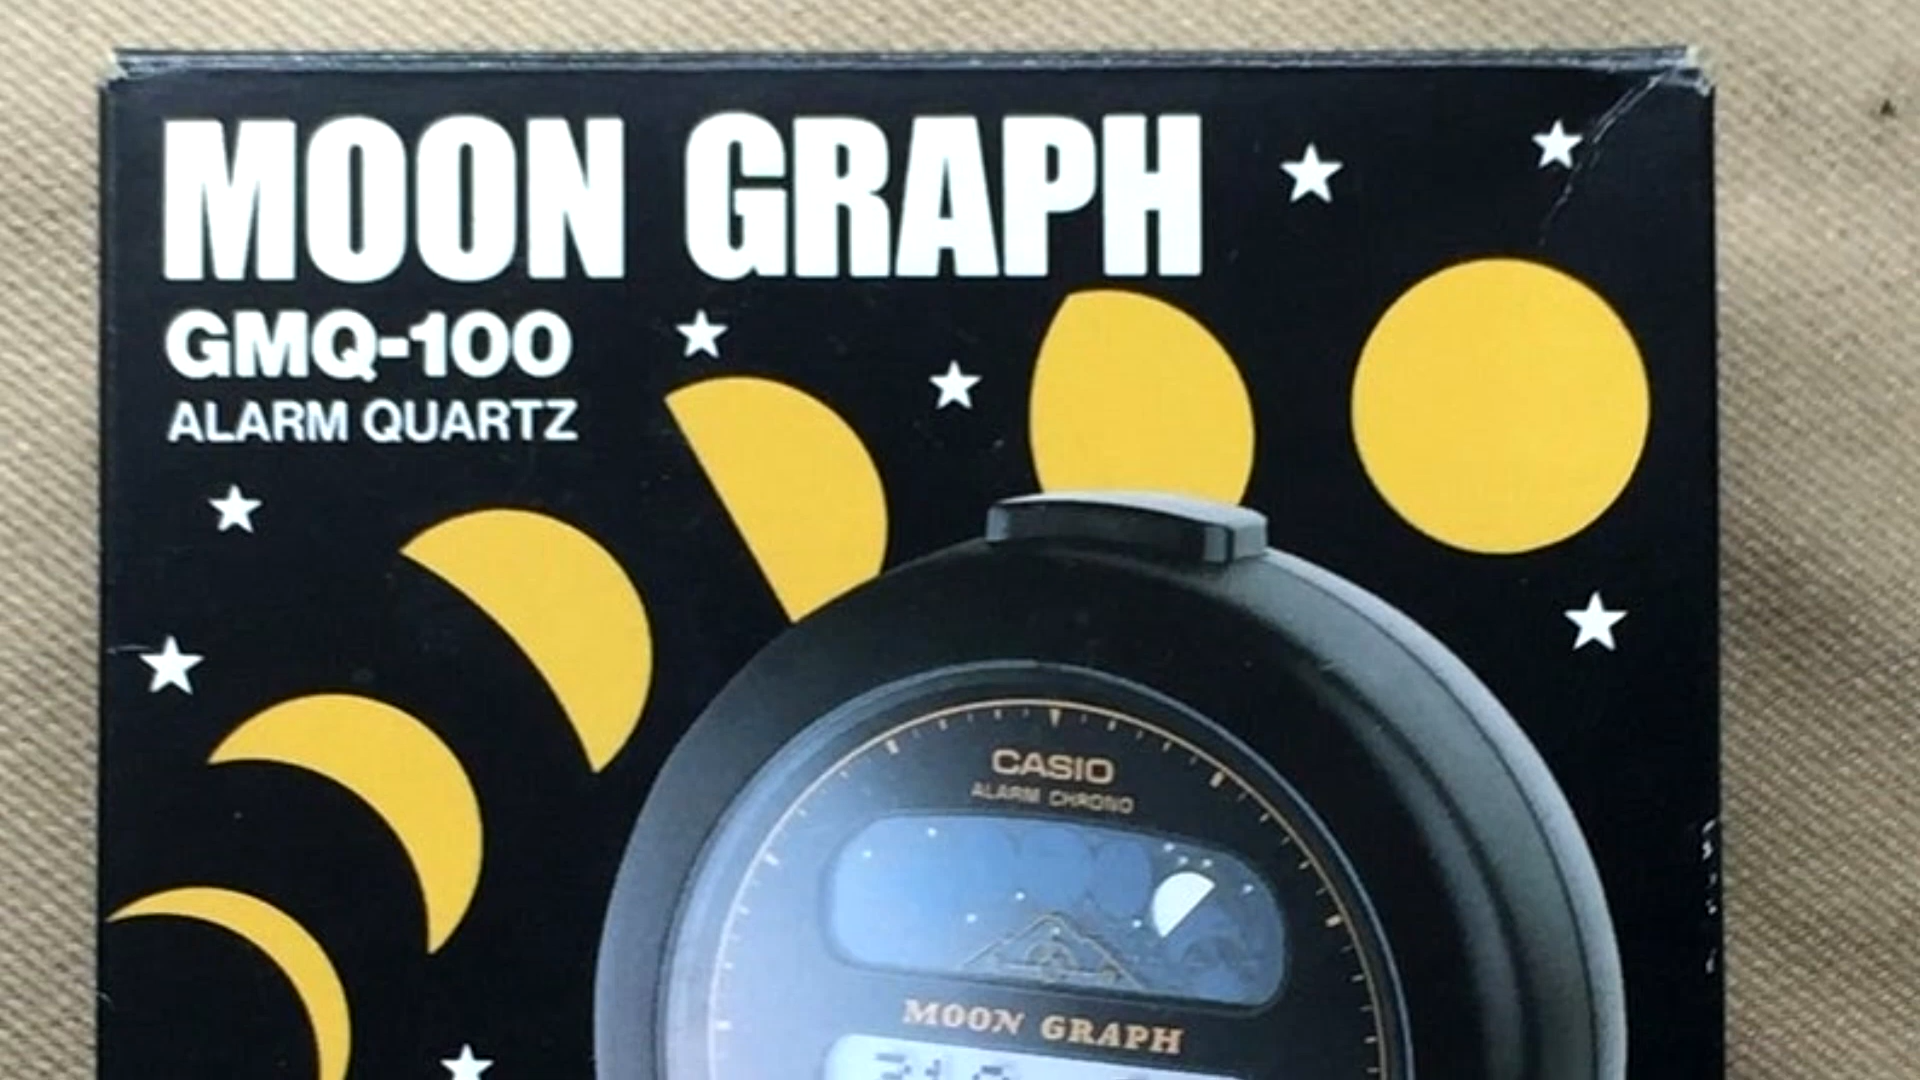 MOON GRAPH
GMQ-100
ALARM QUARTZ
CASIO
ALARM CHRONO
MOON GRAPH